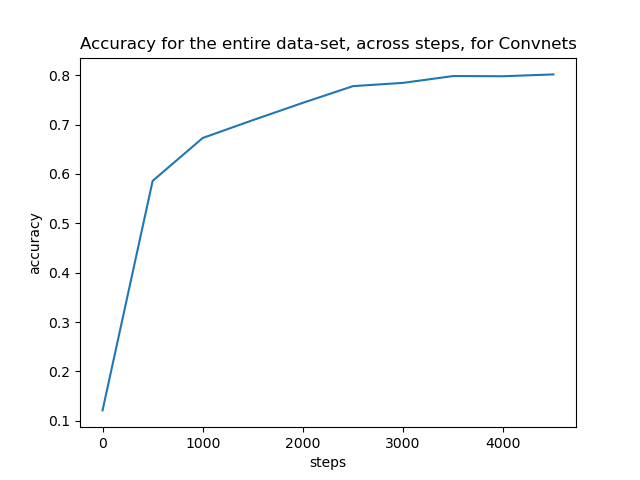 Accuracy for the entire data-set, across steps, for Convnets
0.8
0.7
0.6
0.5
0.4
0.3
0.2
0.1
accuracy
0 1000 2000 3000 4000
steps